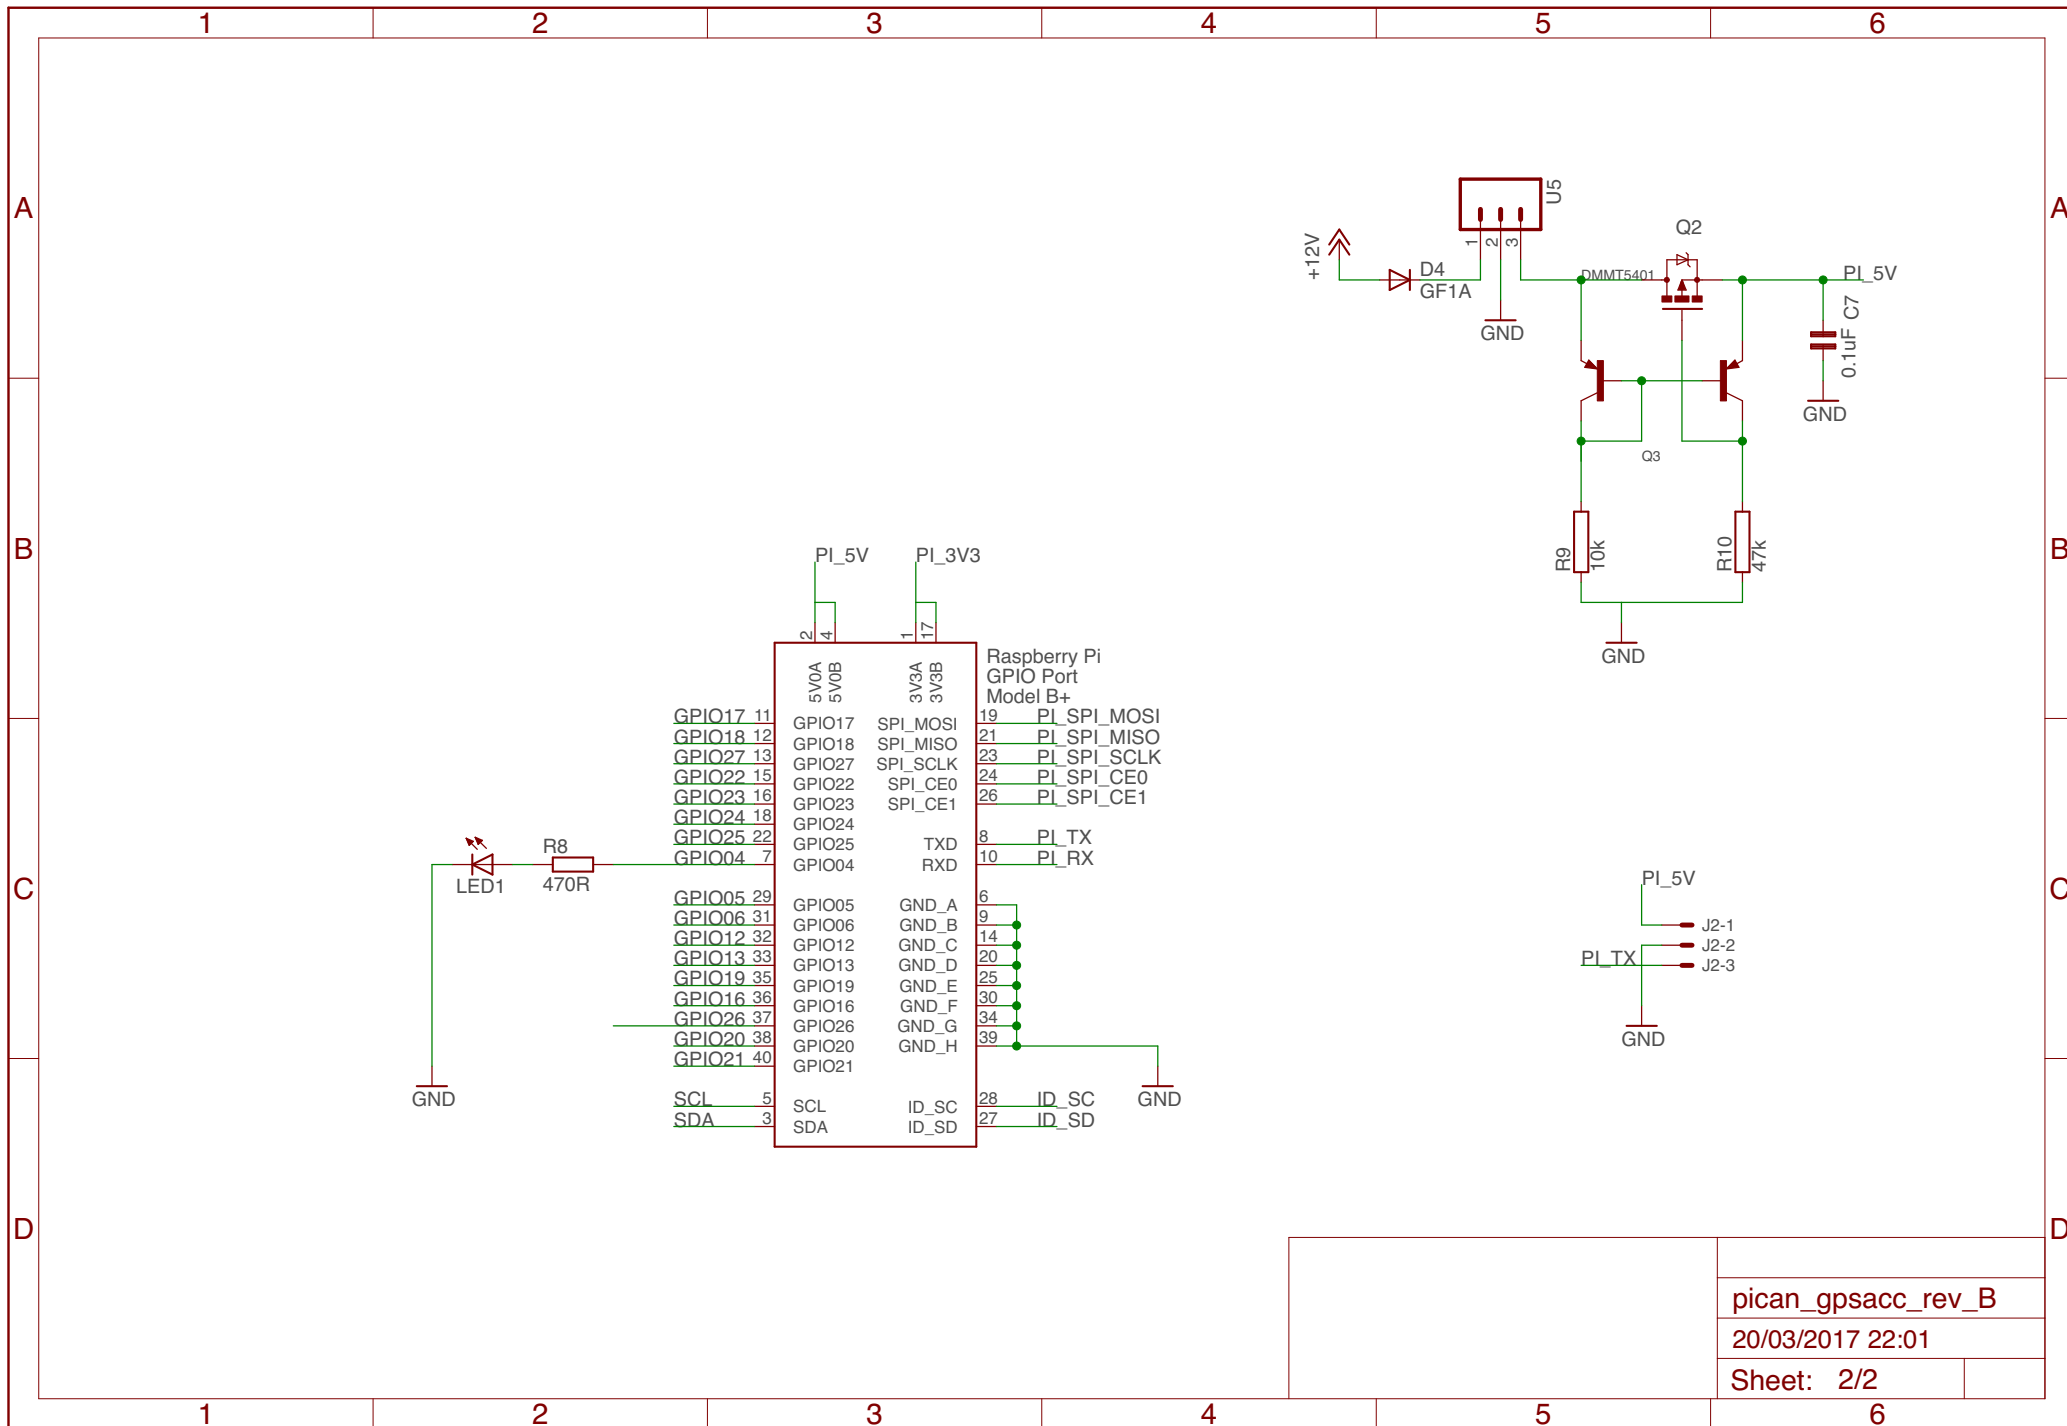 1 2 3 4 5 6
A A
U5
Q2
+12V
1 2 3
D4
GF1A
DMMT5401
PI_5V
GND
C7
0.1uF
GND
Q3
B B
R9
10k
R10
47k
GND
PI_5V PI_3V3
2 4 1 17
5V0A 5V0B 3V3A 3V3B
Raspberry Pi
GPIO Port
Model B+
GPIO17 11 GPIO17 SPI_MOSI 19 PI_SPI_MOSI
GPIO18 12 GPIO18 SPI_MISO 21 PI_SPI_MISO
GPIO27 13 GPIO27 SPI_SCLK 23 PI_SPI_SCLK
GPIO22 15 GPIO22 SPI_CE0 24 PI_SPI_CE0
GPIO23 16 GPIO23 SPI_CE1 26 PI_SPI_CE1
GPIO24 18 GPIO24
GPIO25 22 GPIO25 TXD 8 PI_TX
GPIO04 7 GPIO04 RXD 10 PI_RX
R8
470R
LED1
C C
GPIO05 29 GPIO05 GND_A 6
GPIO06 31 GPIO06 GND_B 9
GPIO12 32 GPIO12 GND_C 14
GPIO13 33 GPIO13 GND_D 20
GPIO19 35 GPIO19 GND_E 25
GPIO16 36 GPIO16 GND_F 30
GPIO26 37 GPIO26 GND_G 34
GPIO20 38 GPIO20 GND_H 39
GPIO21 40 GPIO21
SCL 5 SCL ID_SC 28 ID_SC
SDA 3 SDA ID_SD 27 ID_SD
GND
GND
PI_5V
J2-1
J2-2
PI_TX J2-3
GND
D D
pican_gpsacc_rev_B
20/03/2017 22:01
Sheet: 2/2
1 2 3 4 5 6